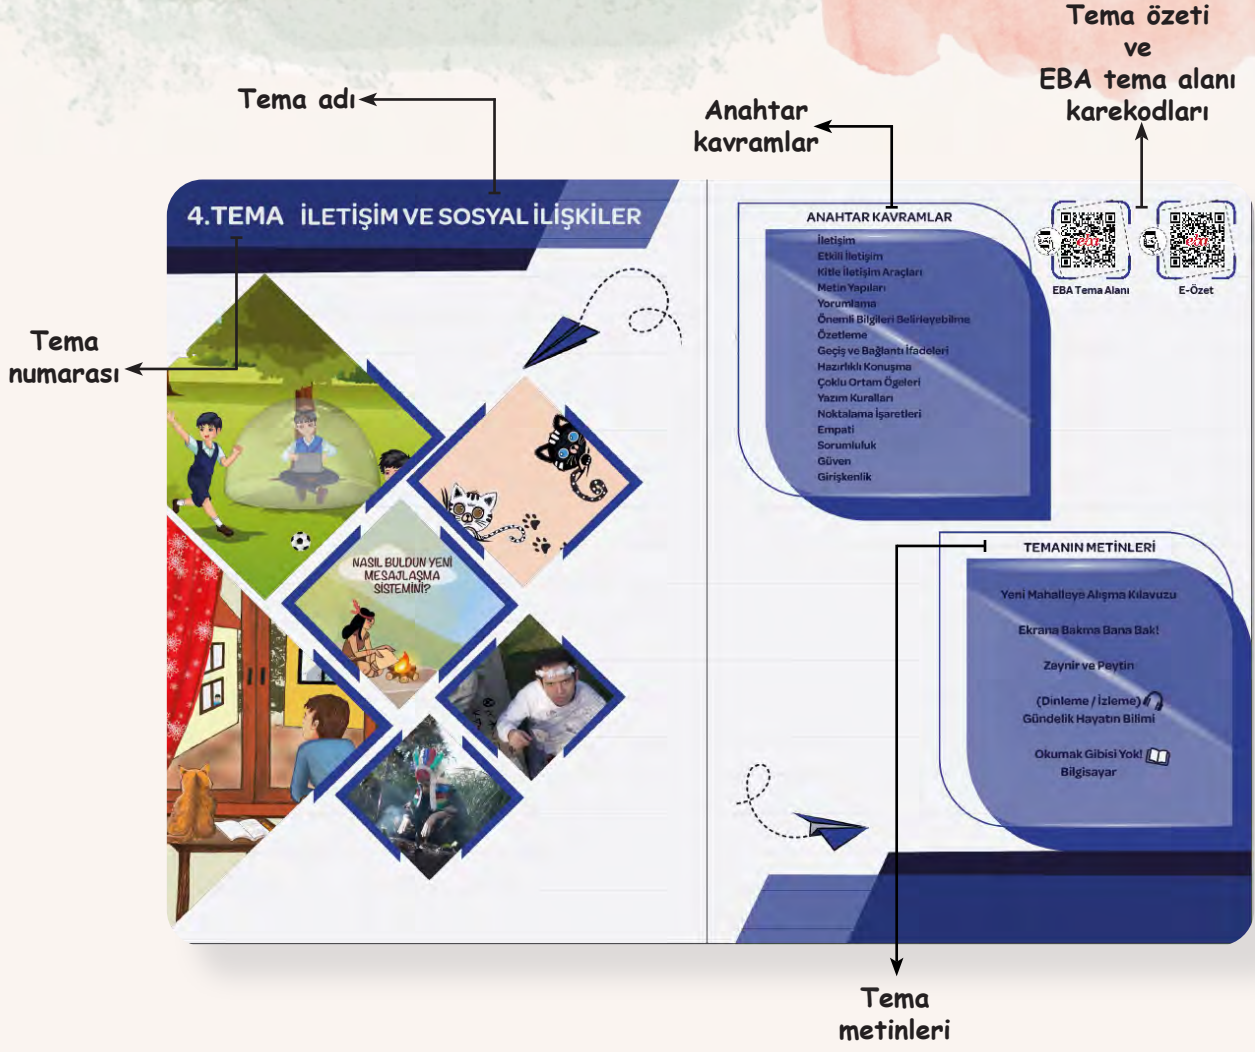 Tema özeti
ve
EBA tema alanı
karekodları
Tema adı
Anahtar
kavramlar
Tema
numarası
4.TEMA İLETİŞİM VE SOSYAL İLİŞKİLER
NASIL BULDUN YENİ
MESAJLAŞMA
SİSTEMİNİ?
ANAHTAR KAVRAMLAR
İletişim
Etkili İletişim
Kitle İletişim Araçları
Metin Yapıları
Yorumlama
Önemli Bilgileri Belirleyebilme
Özetleme
Geçiş ve Bağlantı İfadeleri
Hazırlıklı Konuşma
Çoklu Ortam Ögeleri
Yazım Kuralları
Noktalama İşaretleri
Empati
Sorumluluk
Güven
Girişkenlik
eba
EBA Tema Alanı
eba
E-Özet
TEMANIN METİNLERİ
Yeni Mahalleye Alışma Kılavuzu
Ekrana Bakma Bana Bak!
Zeynir ve Peytin
(Dinleme / İzleme)
Gündelik Hayatın Bilimi
Okumak Gibisi Yok!
Bilgisayar
Tema
metinleri